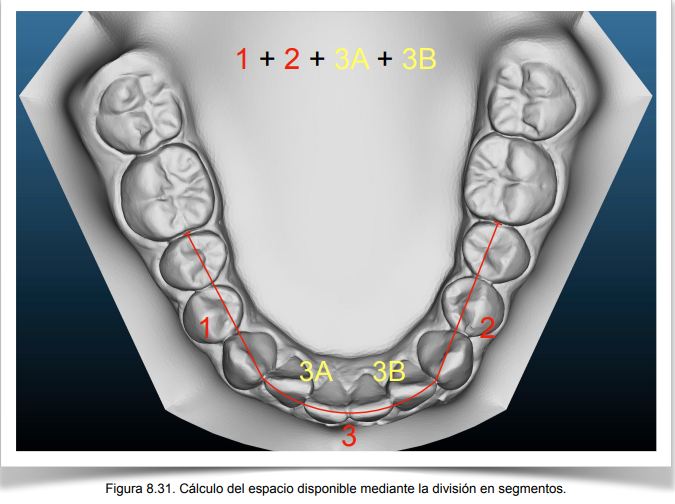 1 + 2 + 3A + 3B
1
2
3A
3B
3
Figura 8.31. Cálculo del espacio disponible mediante la división en segmentos.